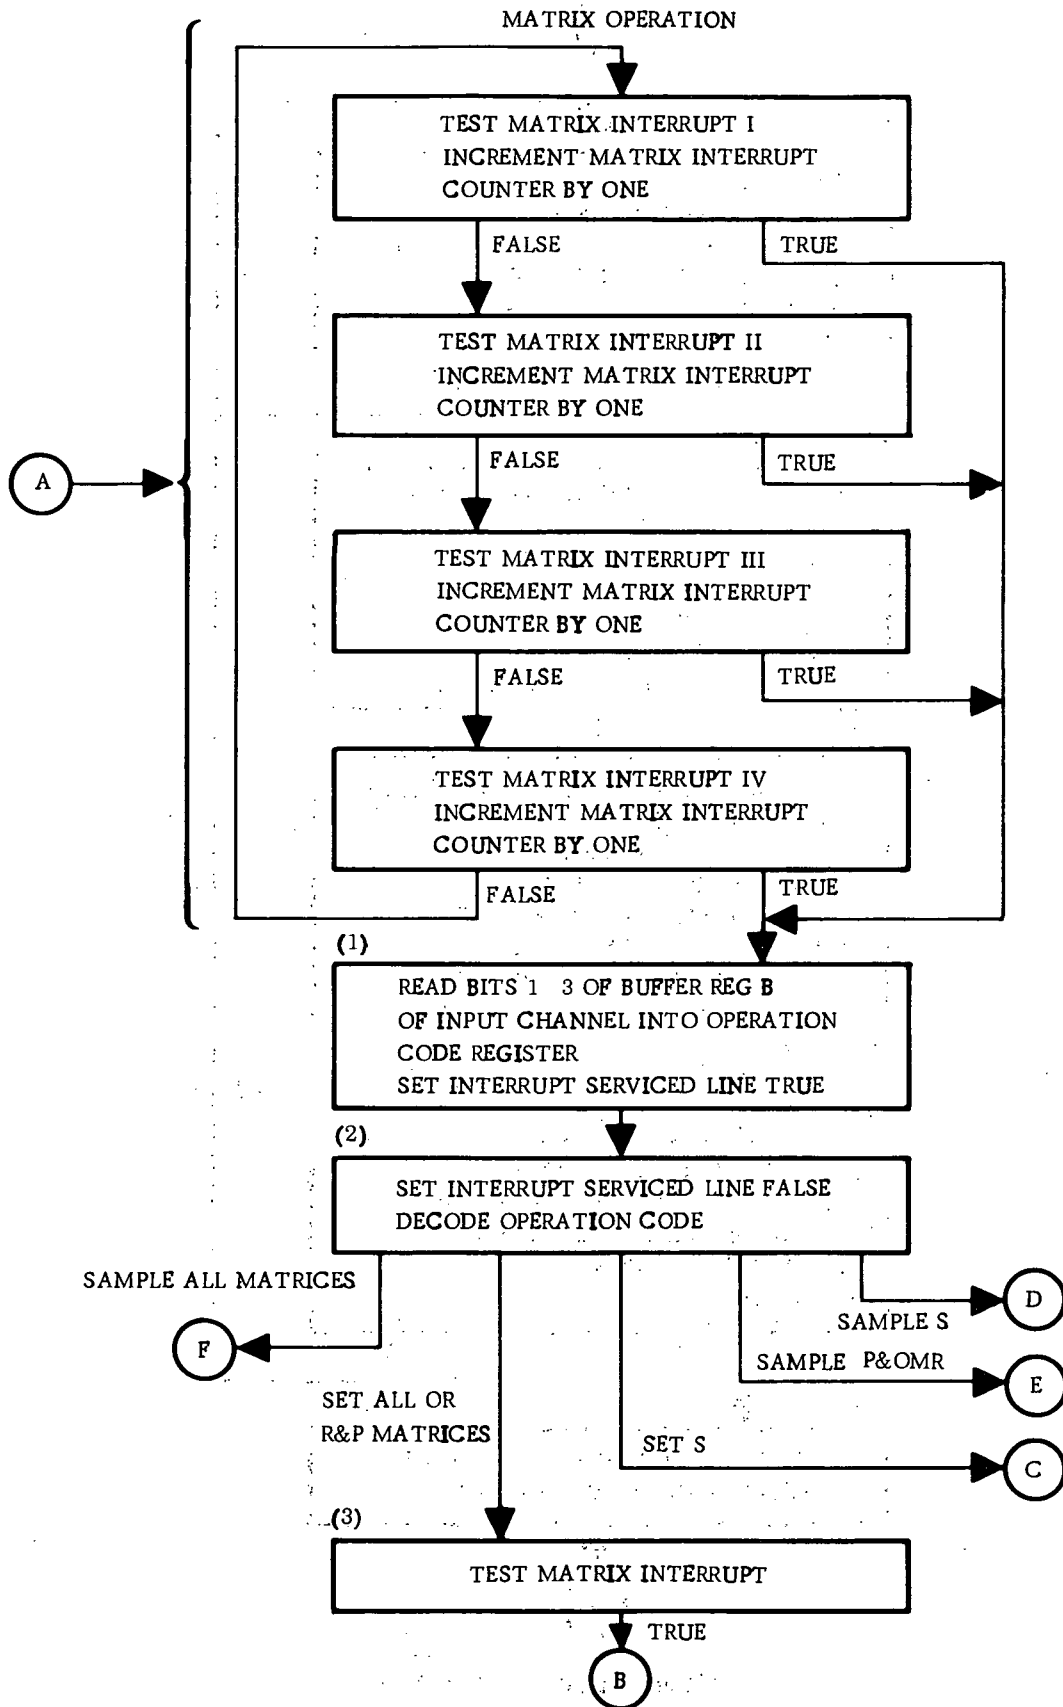 MATRIX OPERATION
TEST MATRIX INTERRUPT I
INCREMENT MATRIX INTERRUPT
COUNTER BY ONE
FALSE
TRUE
TEST MATRIX INTERRUPT II
INCREMENT MATRIX INTERRUPT
COUNTER BY ONE
FALSE
TRUE
A
TEST MATRIX INTERRUPT III
INCREMENT MATRIX INTERRUPT
COUNTER BY ONE
FALSE
TRUE
TEST MATRIX INTERRUPT IV
INCREMENT MATRIX INTERRUPT
COUNTER BY ONE
FALSE
TRUE
(1)
READ BITS 1 3 OF BUFFER REG B
OF INPUT CHANNEL INTO OPERATION
CODE REGISTER
SET INTERRUPT SERVICED LINE TRUE
(2)
SET INTERRUPT SERVICED LINE FALSE
DECODE OPERATION CODE
SAMPLE ALL MATRICES
D
SAMPLE S
F
SAMPLE P&OMR
E
SET ALL OR
R&P MATRICES
SET S
C
(3)
TEST MATRIX INTERRUPT
TRUE
B